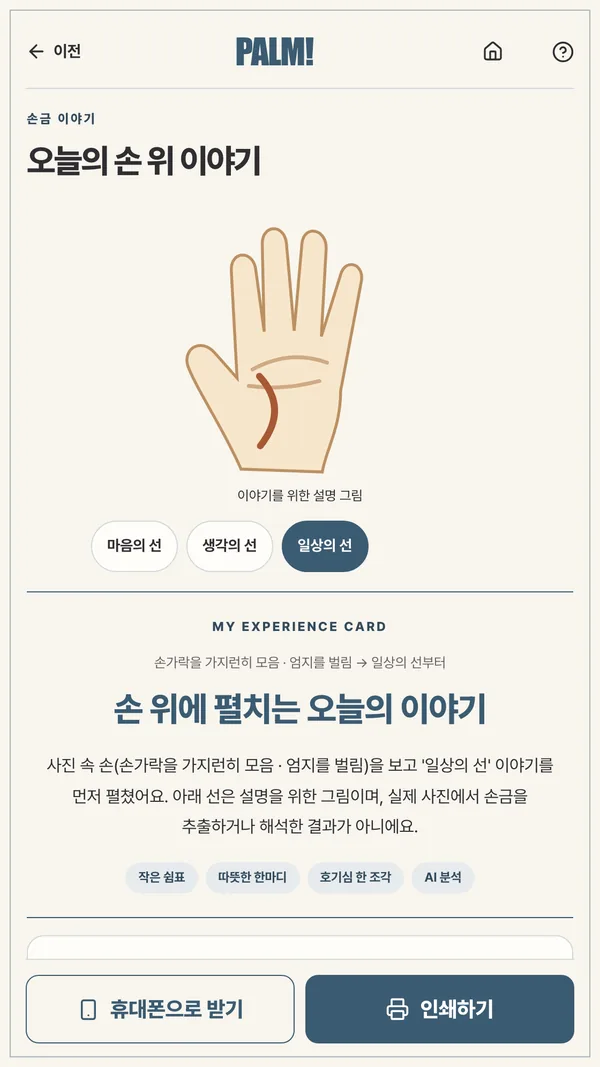 이전
PALM!
손금 이야기
오늘의 손 위 이야기
이야기를 위한 설명 그림
마음의 선
생각의 선
일상의 선
MY EXPERIENCE CARD
손가락을 가지런히 모음 · 엄지를 벌림 → 일상의 선부터
손 위에 펼치는 오늘의 이야기
사진 속 손(손가락을 가지런히 모음 · 엄지를 벌림)을 보고 '일상의 선' 이야기를
먼저 펼쳤어요. 아래 선은 설명을 위한 그림이며, 실제 사진에서 손금을
추출하거나 해석한 결과가 아니에요.
작은 쉼표
따뜻한 한마디
호기심 한 조각
AI 분석
휴대폰으로 받기
인쇄하기